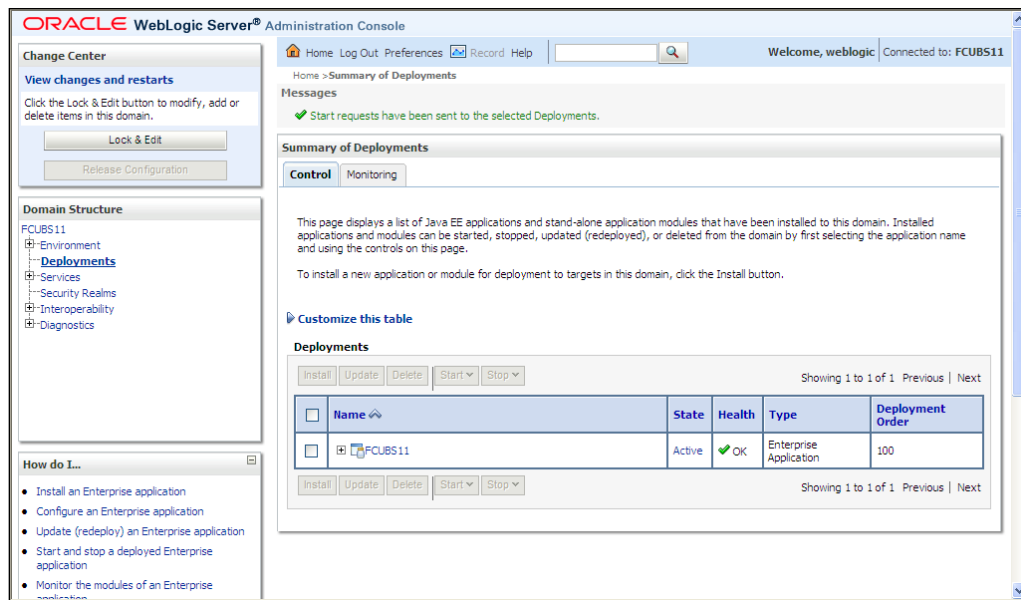 ORACLE WebLogic Server® Administration Console
Change Center
View changes and restarts
Click the Lock & Edit button to modify, add or
delete items in this domain.
Lock & Edit
Release Configuration
Domain Structure
FCUBS11
Environment
Deployments
Services
Security Realms
Interoperability
Diagnostics
How do I...
Install an Enterprise application
Configure an Enterprise application
Update (redeploy) an Enterprise application
Start and stop a deployed Enterprise
application
Monitor the modules of an Enterprise
application
Home Log Out Preferences Record Help
Welcome, weblogic Connected to: FCUBS11
Home >Summary of Deployments
Messages
Start requests have been sent to the selected Deployments.
Summary of Deployments
Control Monitoring
This page displays a list of Java EE applications and stand-alone application modules that have been installed to this domain. Installed
applications and modules can be started, stopped, updated (redeployed), or deleted from the domain by first selecting the application name
and using the controls on this page.
To install a new application or module for deployment to targets in this domain, click the Install button.
Customize this table
Deployments
Install Update Delete Start Stop Showing 1 to 1 of 1 Previous | Next
Name State Health Type Deployment
Order
FCUBS11 Active OK Enterprise
Application 100
Install Update Delete Start Stop Showing 1 to 1 of 1 Previous | Next